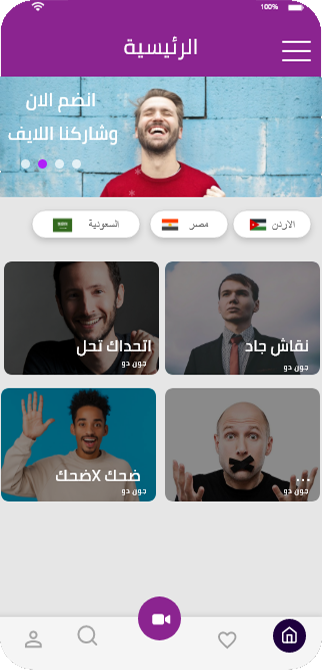 100%
الرئيسية
انضم الان
وشاركنا اللايف
الاردن
مصر
السعودية
نقاش جاد
جون دو
اتحداك تحل
جون دو
...
جون دو
ضحك Xضحك
جون دو